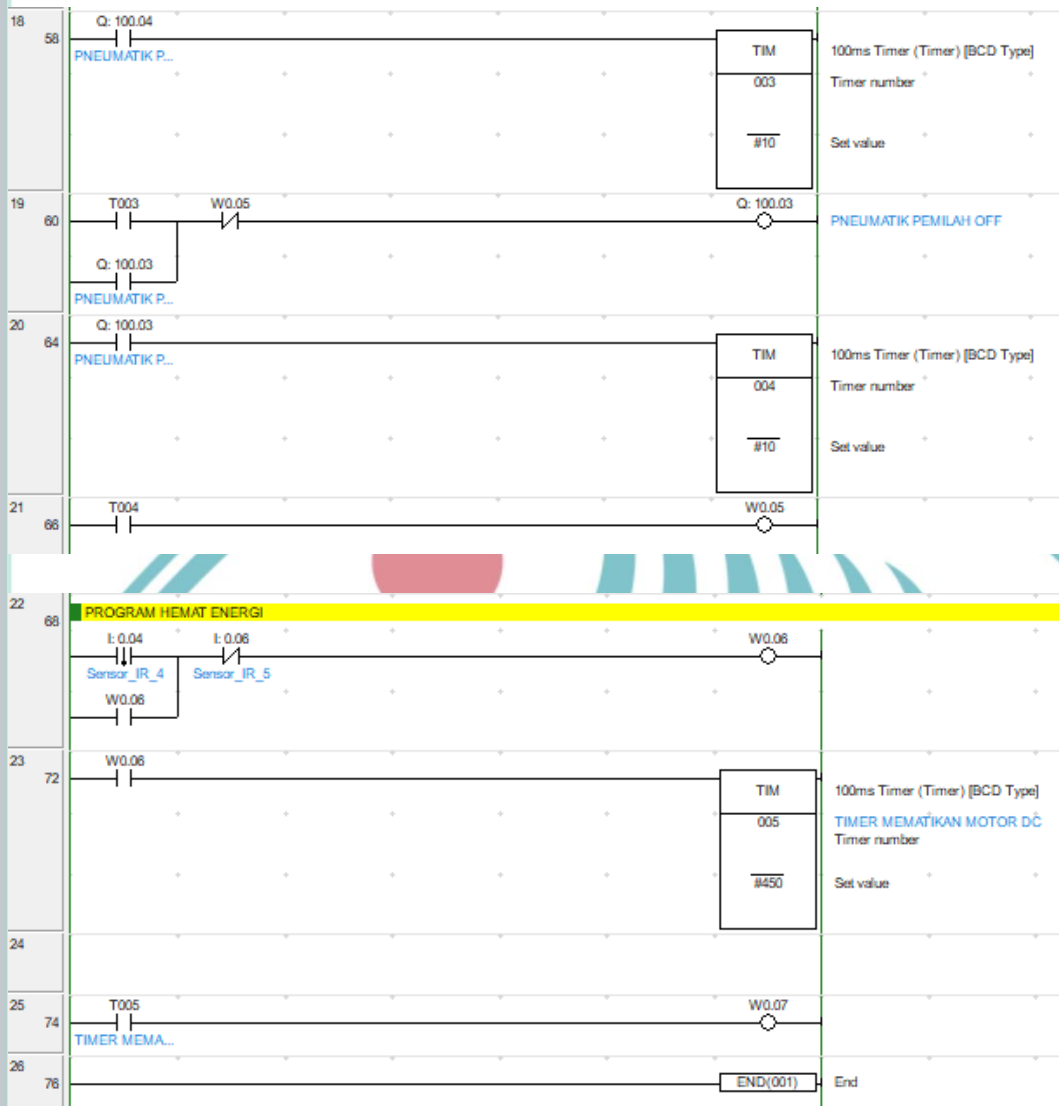 18
58
Q: 100.04
PNEUMATIK P...
TIM
100ms Timer (Timer) [BCD Type]
003
Timer number
#10
Set value
19
60
T003
W0.05
Q: 100.03
PNEUMATIK PEMILAH OFF
Q: 100.03
PNEUMATIK P...
20
64
Q: 100.03
PNEUMATIK P...
TIM
100ms Timer (Timer) [BCD Type]
004
Timer number
#10
Set value
21
66
T004
W0.05
22
68
PROGRAM HEMAT ENERGI
I: 0.04
I: 0.06
W0.06
Sensor_IR_4
Sensor_IR_5
W0.06
23
72
W0.06
TIM
100ms Timer (Timer) [BCD Type]
005
TIMER MEMATIKAN MOTOR DC
Timer number
#450
Set value
24
25
74
T005
W0.07
TIMER MEMA...
26
76
END(001)
End